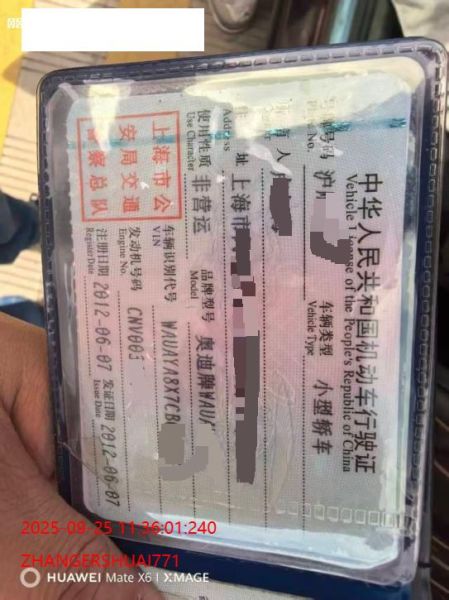 中华人民共和国机动车行驶证
Vehicle License of the People's Republic of China
号牌号码 沪
Plate No.
车辆类型 小型轿车
Vehicle Type
人
住 址 上海市
Address
使用性质 非营运
Use Character
品牌型号 奥迪牌WAUA
Model
车辆识别代号 WAUAYA8X7CB
VIN
发动机号码 CNV003
Engine No.
注册日期 2012-06-07
Register Date
发证日期 2012-06-07
Issue Date
上海市公
安局交通
警察总队
2025-09-25 11:36:01:240
ZHANGERSHUAI771
HUAWEI Mate X6 | XMAGE